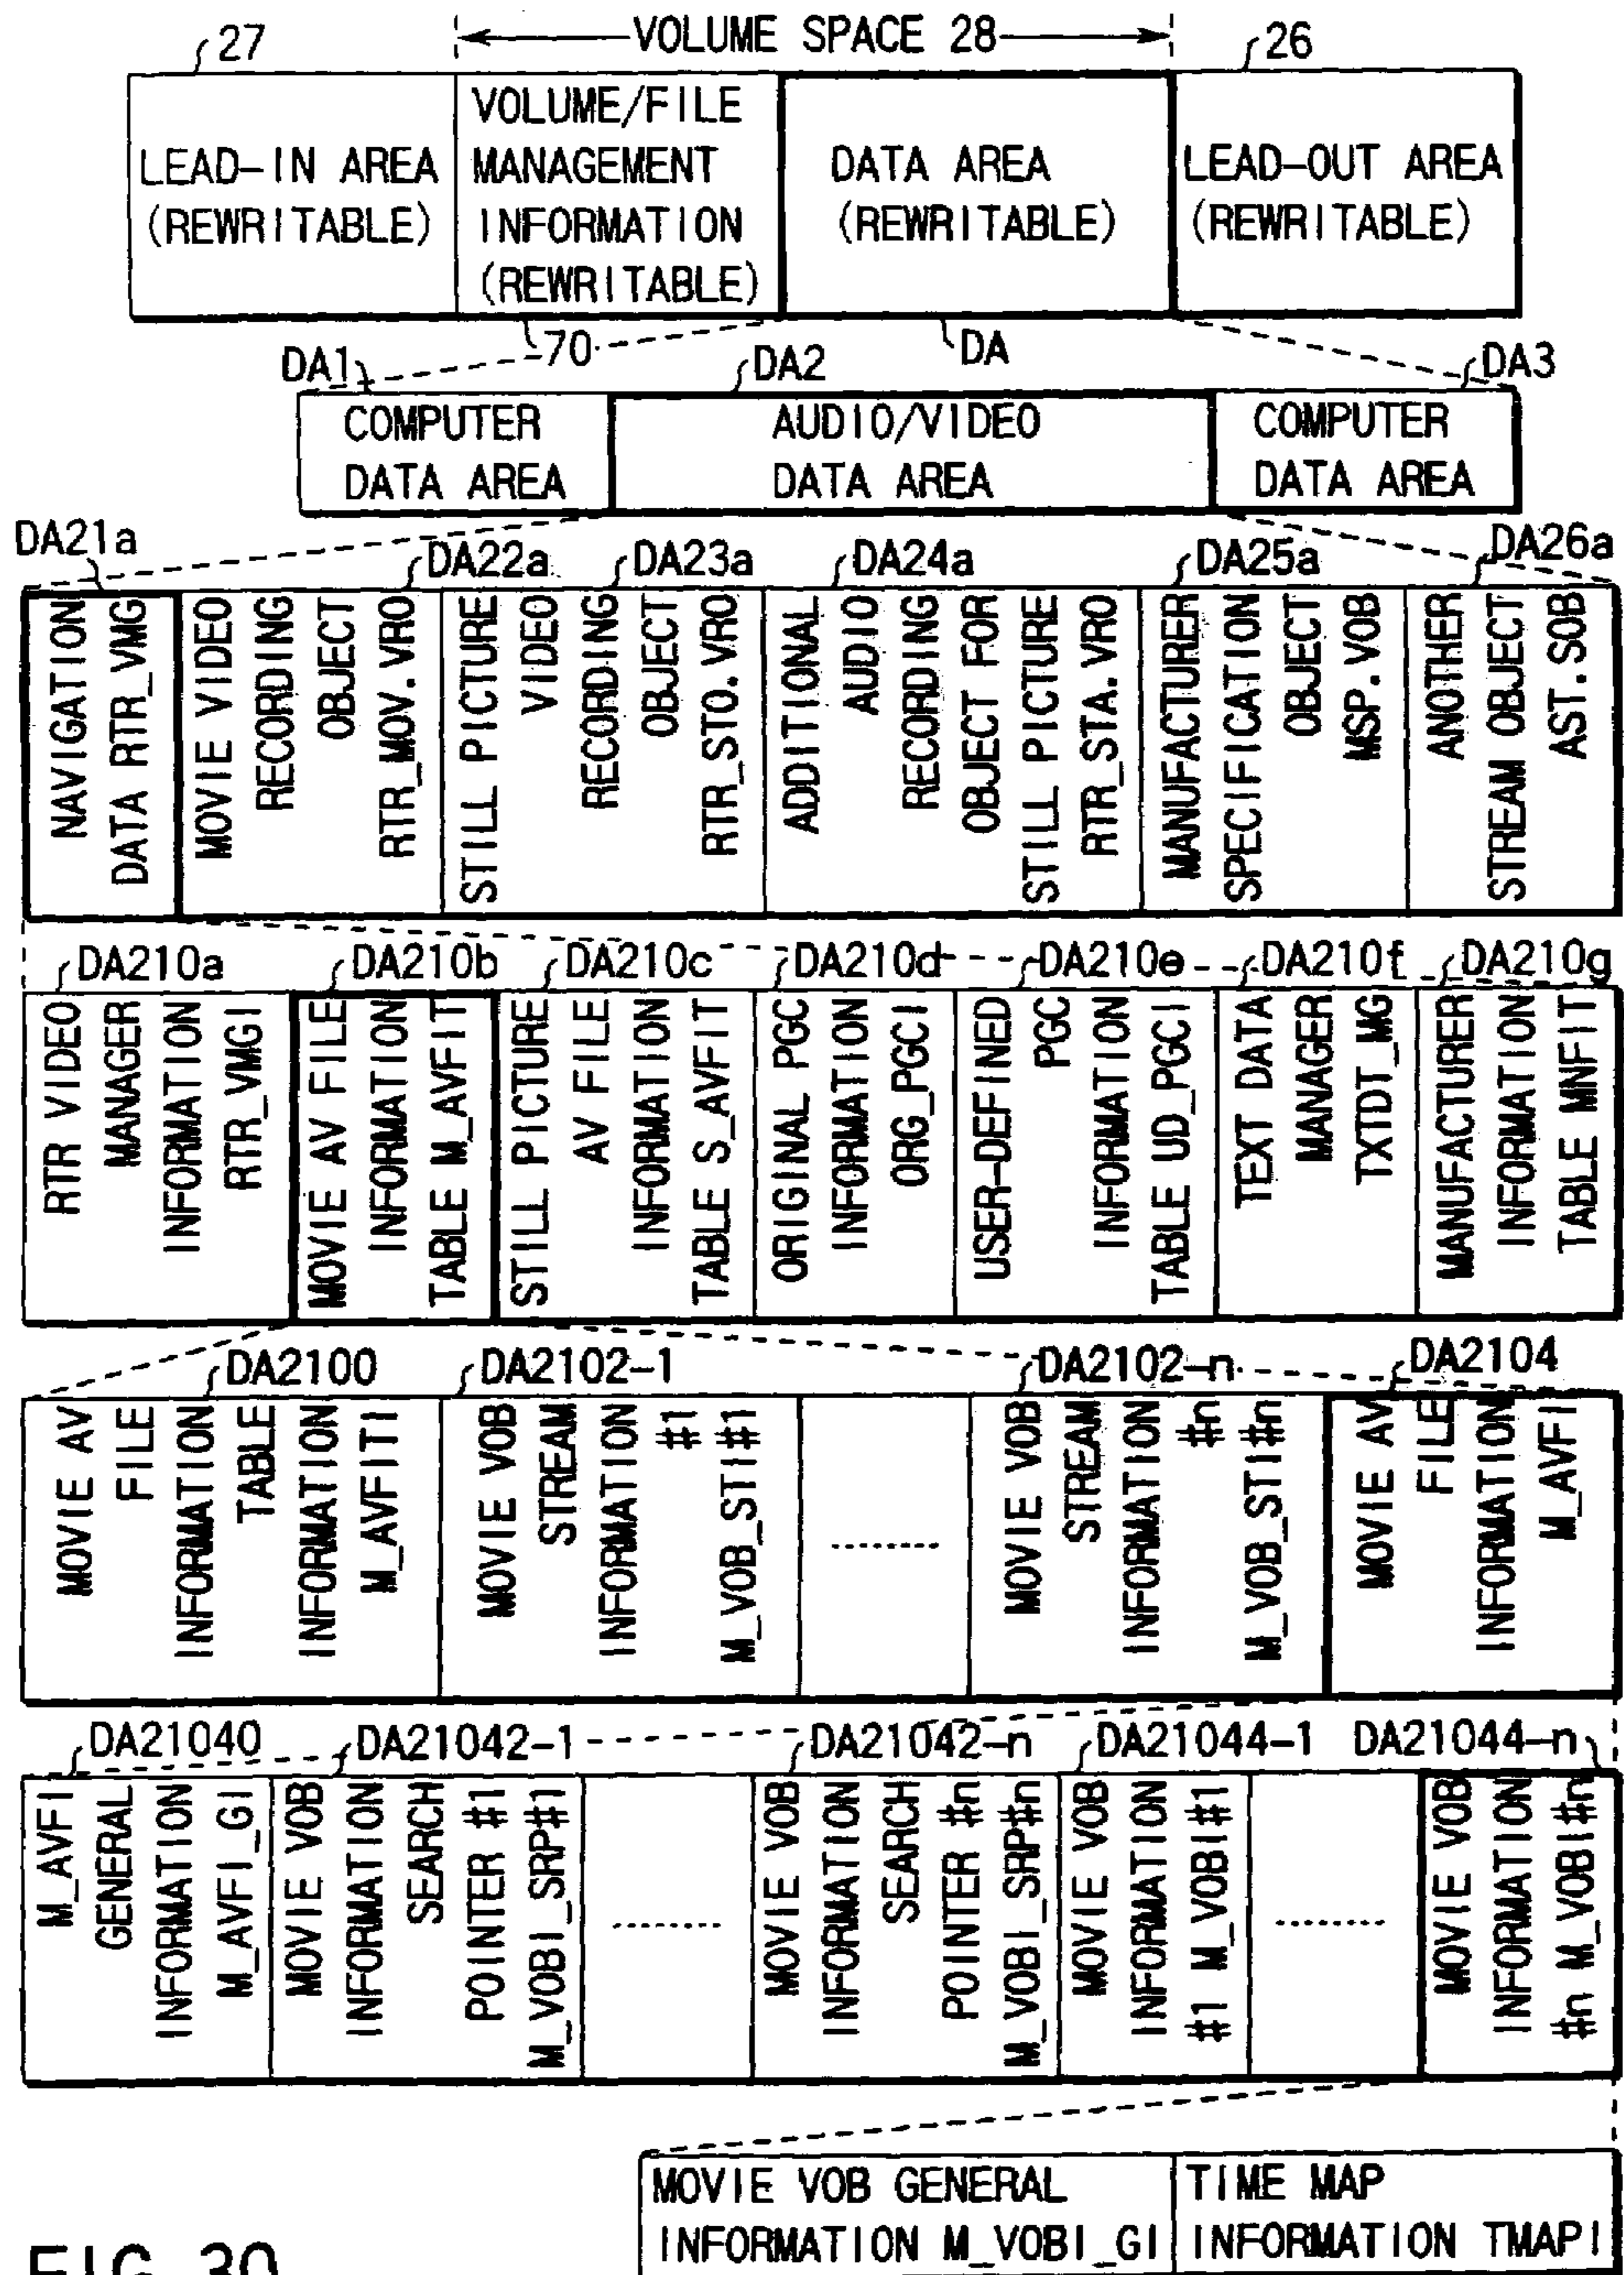 27
VOLUME SPACE 28
26
LEAD-IN AREA
(REWRITABLE)
VOLUME/FILE
MANAGEMENT
INFORMATION
(REWRITABLE)
DATA AREA
(REWRITABLE)
LEAD-OUT AREA
(REWRITABLE)
70
DA
DA1
DA2
DA3
COMPUTER
DATA AREA
AUDIO/VIDEO
DATA AREA
COMPUTER
DATA AREA
DA21a
DA22a
DA23a
DA24a
DA25a
DA26a
NAVIGATION
DATA RTR_VMG
MOVIE VIDEO
RECORDING
OBJECT
RTR_MOV.VRO
STILL PICTURE
VIDEO
RECORDING
OBJECT
RTR_STO.VRO
ADDITIONAL
AUDIO
RECORDING
OBJECT FOR
STILL PICTURE
RTR_STA.VRO
MANUFACTURER
SPECIFICATION
OBJECT
MSP.VOB
ANOTHER
STREAM OBJECT
AST.SOB
DA210a
DA210b
DA210c
DA210d
DA210e
DA210f
DA210g
RTR VIDEO
MANAGER
INFORMATION
RTR_VMGI
MOVIE AV FILE
INFORMATION
TABLE M_AVFIT
STILL PICTURE
AV FILE
INFORMATION
TABLE S_AVFIT
ORIGINAL PGC
INFORMATION
ORG_PGCI
USER-DEFINED
PGC
INFORMATION
TABLE UD_PGCI
TEXT DATA
MANAGER
TXTDT_MG
MANUFACTURER
INFORMATION
TABLE MNFIT
DA2100
DA2102-1
DA2102-n
DA2104
MOVIE AV
FILE
INFORMATION
TABLE
INFORMATION
M_AVFITI
MOVIE VOB
STREAM
INFORMATION
#1
M_VOB_STI#1
MOVIE VOB
STREAM
INFORMATION
#n
M_VOB_STI#n
MOVIE AV
FILE
INFORMATION
M_AVFI
DA21040
DA21042-1
DA21042-n
DA21044-1
DA21044-n
M_AVFI
GENERAL
INFORMATION
M_AVFI_GI
MOVIE VOB
INFORMATION
SEARCH
POINTER #1
M_VOBI_SRP#1
MOVIE VOB
INFORMATION
SEARCH
POINTER #n
M_VOBI_SRP#n
MOVIE VOB
INFORMATION
#1 M_VOBI#1
MOVIE VOB
INFORMATION
#n M_VOBI#n
MOVIE VOB GENERAL
INFORMATION M_VOBI_GI
TIME MAP
INFORMATION TMAPI